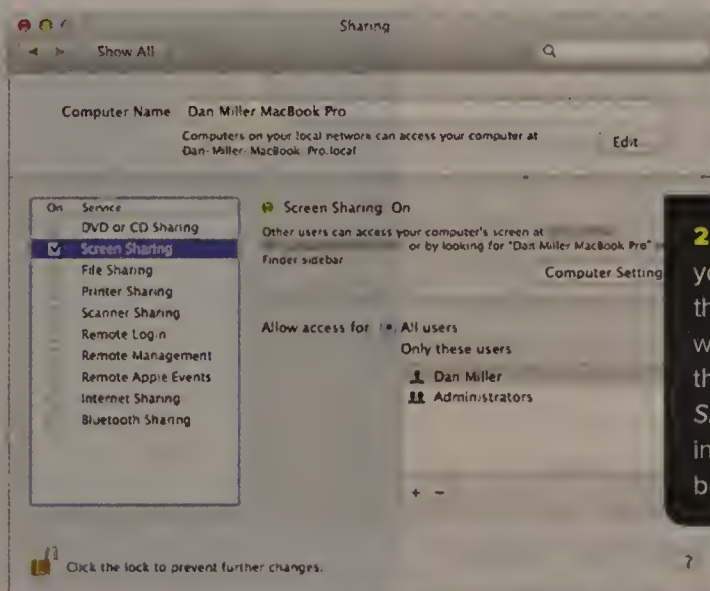 Sharing
Show All
Computer Name Dan Miller MacBook Pro
Computers on your local network can access your computer at
Dan-Miller-MacBook-Pro.local
Edit
On Service
DVD or CD Sharing
Screen Sharing
File Sharing
Printer Sharing
Scanner Sharing
Remote Login
Remote Management
Remote Apple Events
Internet Sharing
Bluetooth Sharing
Screen Sharing On
Other users can access your computer's screen at
or by looking for "Dan Miller MacBook Pro"
Finder sidebar
Computer Setting
Allow access for All users
Only these users
Dan Miller
Administrators
+ -
Click the lock to prevent further changes.
?
2